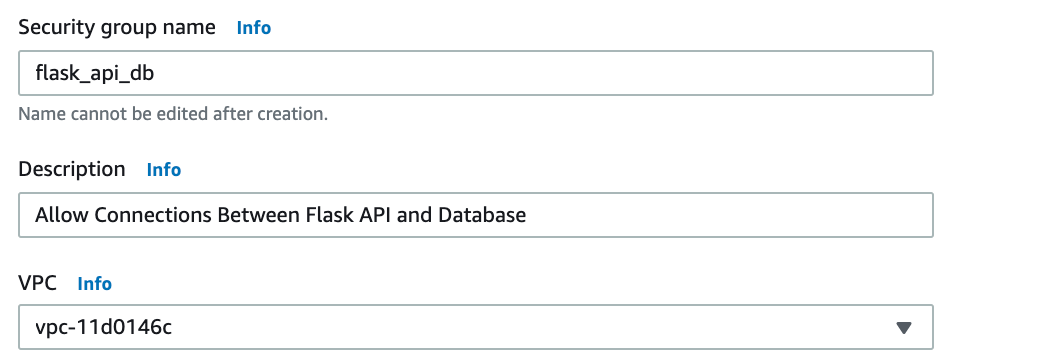 Security group name Info
flask_api_db
Name cannot be edited after creation.
Description Info
Allow Connections Between Flask API and Database
VPC Info
vpc-11d0146c